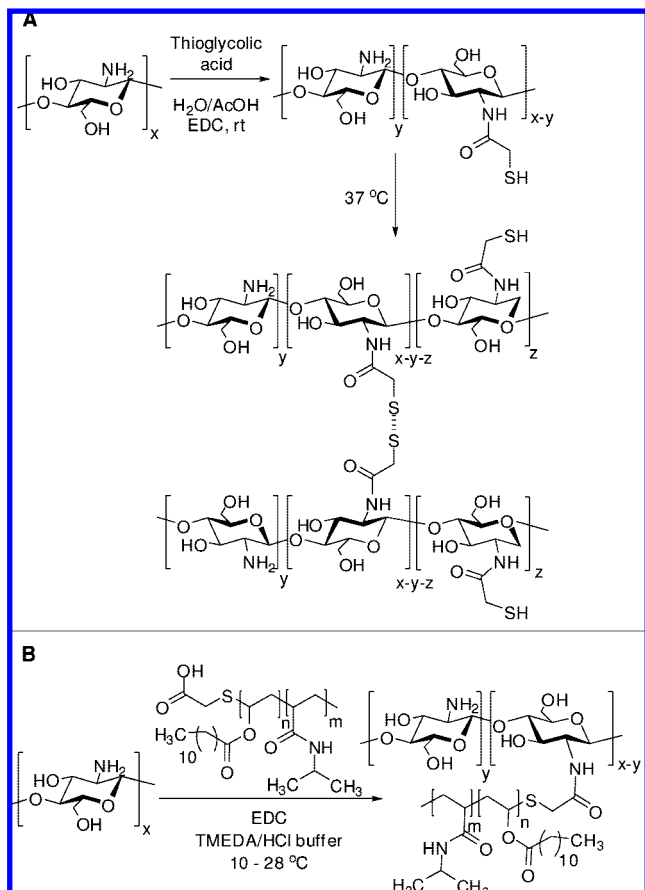 A
Thioglycolic
acid
H₂O/AcOH
EDC, rt
HO NH₂
O
O
OH
x
HO NH₂
O
O
OH
y
OH
O
HO
NH
O
SH
x-y
37 °C
SH
O
NH₂
HO
O
O
OH
y
OH
O
O
HO
NH
O
x-y-z
NH
HO
O
O
OH
z
S
S
O
OH
O
O
HO
NH₂
y
NH
HO
O
O
OH
x-y-z
OH
O
O
HO
NH
z
O
SH
B
OH
O
S
n
m
O
H₃C
10
O
O
NH
H₃C CH₃
HO NH₂
O
O
OH
x
EDC
TMEDA/HCl buffer
10 - 28 °C
HO NH₂
O
O
OH
y
OH
O
O
HO
NH
x-y
O
S
n
m
O
O
CH₃
10
O
HN
H₃C CH₃